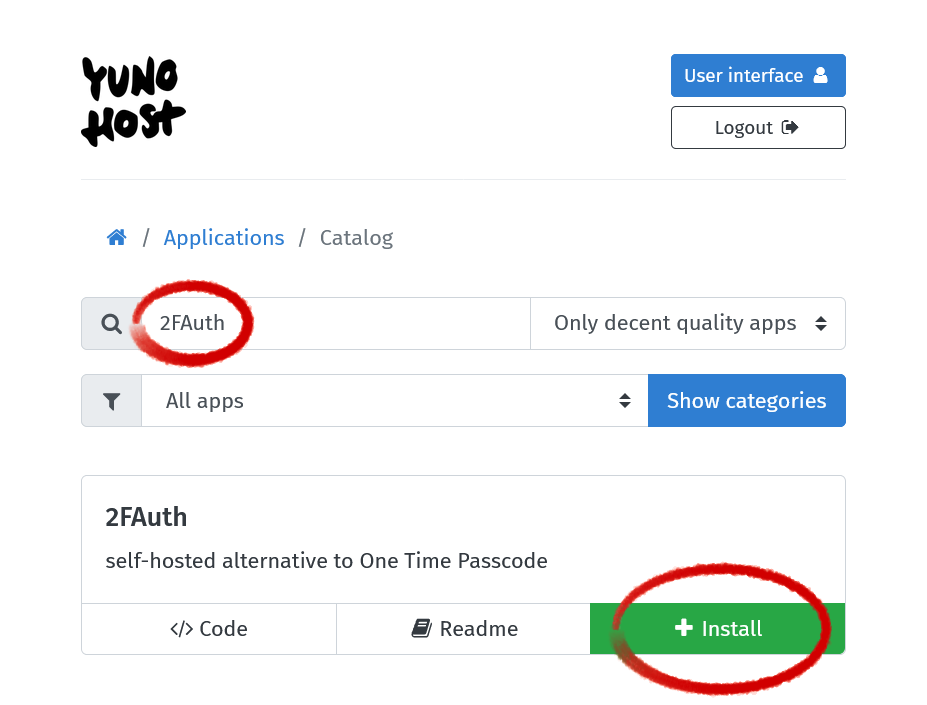 YUNO
HOST
User interface
Logout
/ Applications / Catalog
2FAuth
Only decent quality apps
All apps
Show categories
2FAuth
self-hosted alternative to One Time Passcode
</> Code
Readme
+ Install